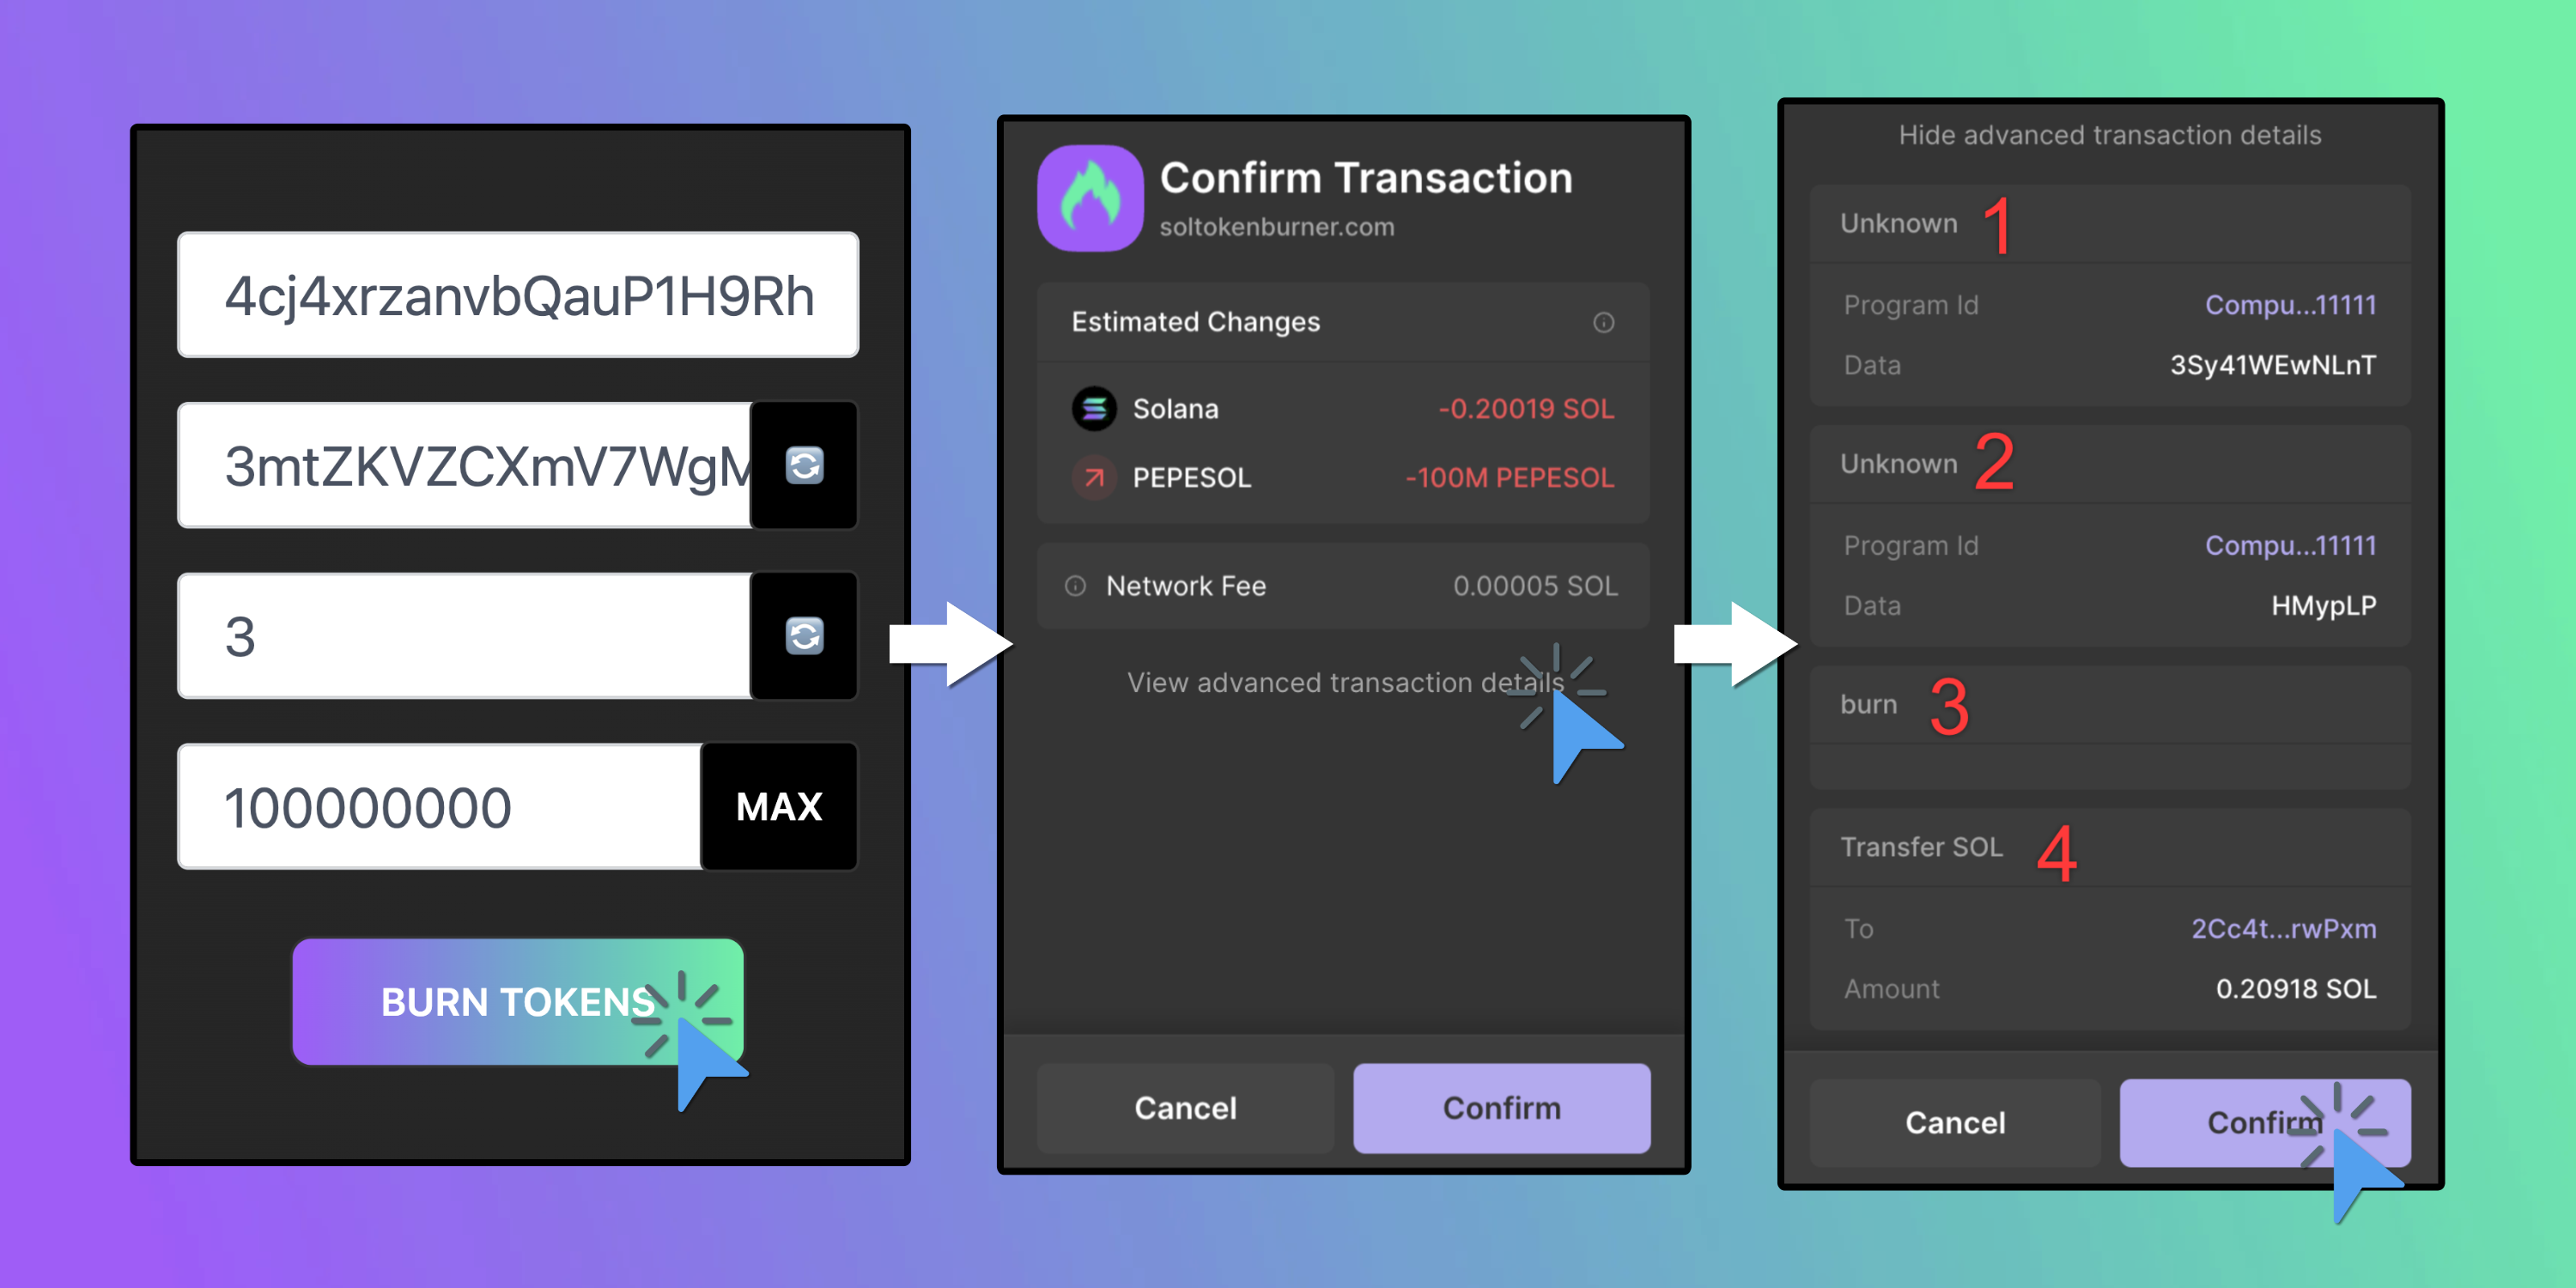 4cj4xrzanvbQauP1H9Rh
3mtZKVZCXmV7WgM
3
100000000
MAX
BURN TOKENS
Confirm Transaction
soltokenburner.com
Estimated Changes
Solana -0.20019 SOL
PEPESOL -100M PEPESOL
Network Fee 0.00005 SOL
View advanced transaction details
Cancel Confirm
Hide advanced transaction details
Unknown 1
Program Id Compu...11111
Data 3Sy41WEwNLnT
Unknown 2
Program Id Compu...11111
Data HMypLP
burn 3
Transfer SOL 4
To 2Cc4t...rwPxm
Amount 0.20918 SOL
Cancel Confirm